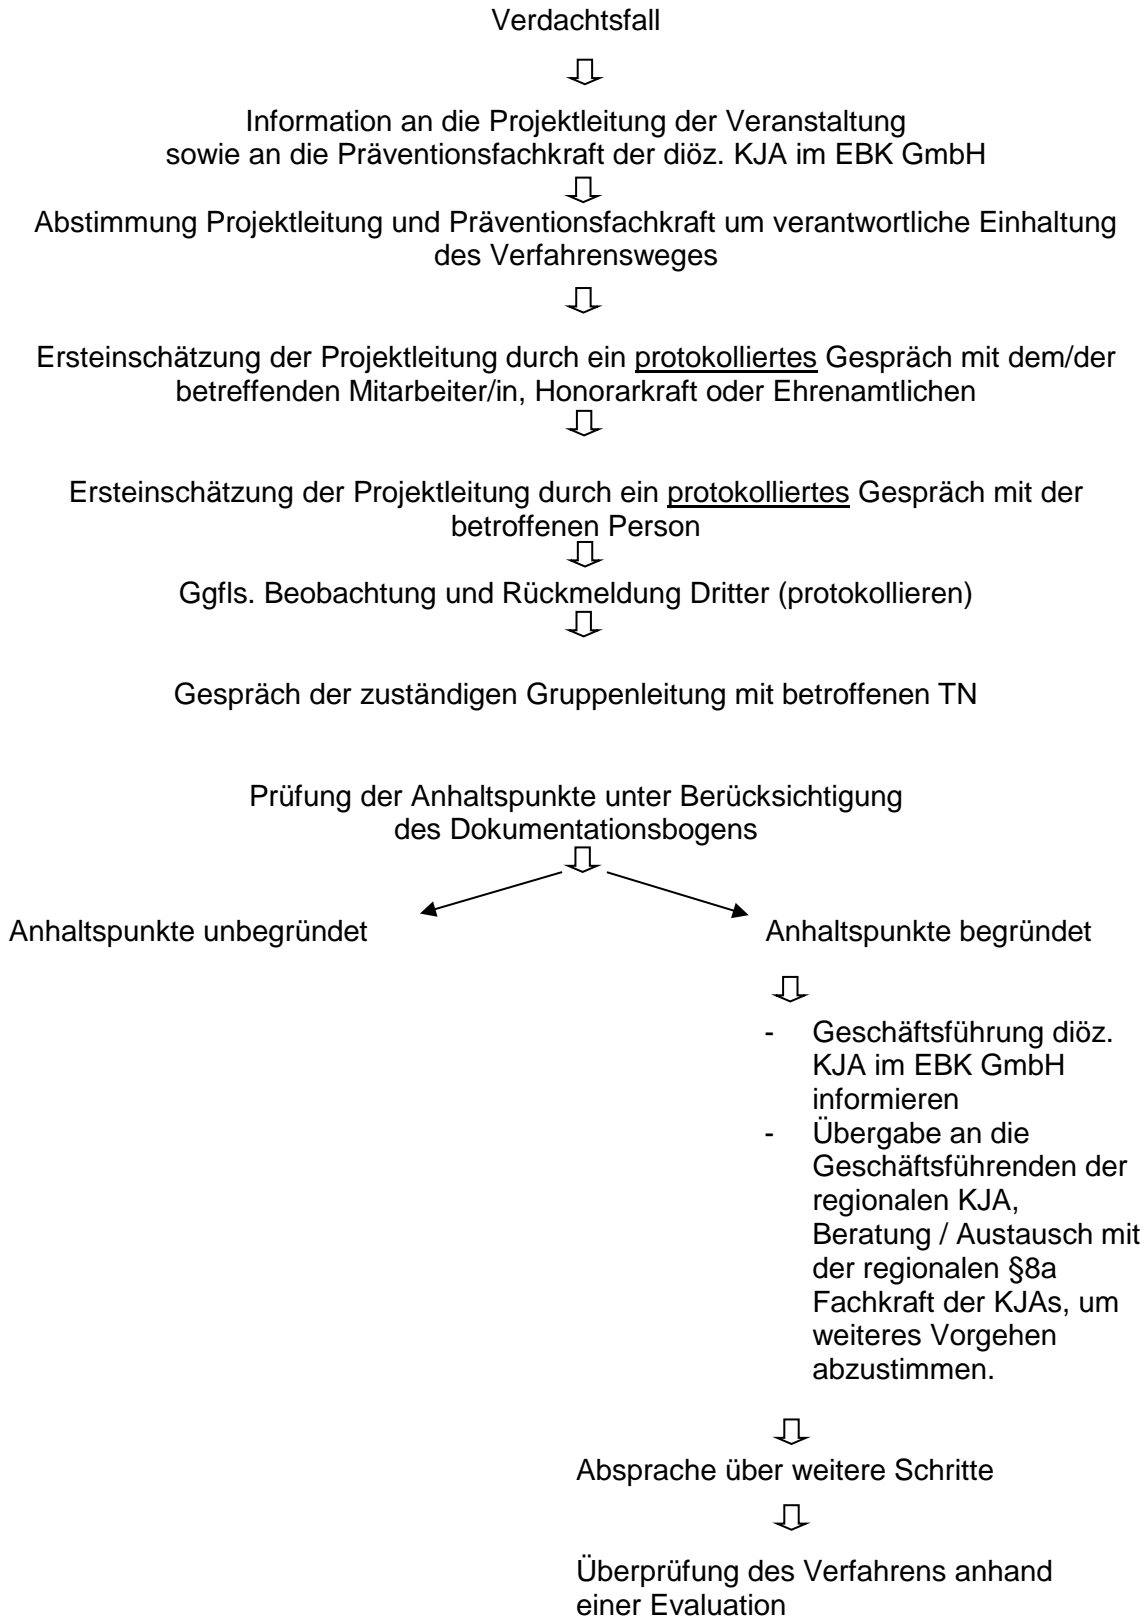 Verdachtsfall
Information an die Projektleitung der Veranstaltung
sowie an die Präventionsfachkraft der diöz. KJA im EBK GmbH
Abstimmung Projektleitung und Präventionsfachkraft um verantwortliche Einhaltung
des Verfahrensweges
Ersteinschätzung der Projektleitung durch ein protokolliertes Gespräch mit dem/der
betreffenden Mitarbeiter/in, Honorarkraft oder Ehrenamtlichen
Ersteinschätzung der Projektleitung durch ein protokolliertes Gespräch mit der
betroffenen Person
Ggfls. Beobachtung und Rückmeldung Dritter (protokollieren)
Gespräch der zuständigen Gruppenleitung mit betroffenen TN
Prüfung der Anhaltspunkte unter Berücksichtigung
des Dokumentationsbogens
Anhaltspunkte unbegründet
Anhaltspunkte begründet
- Geschäftsführung diöz.
KJA im EBK GmbH
informieren
- Übergabe an die
Geschäftsführenden der
regionalen KJA,
Beratung / Austausch mit
der regionalen §8a
Fachkraft der KJAs, um
weiteres Vorgehen
abzustimmen.
Absprache über weitere Schritte
Überprüfung des Verfahrens anhand
einer Evaluation